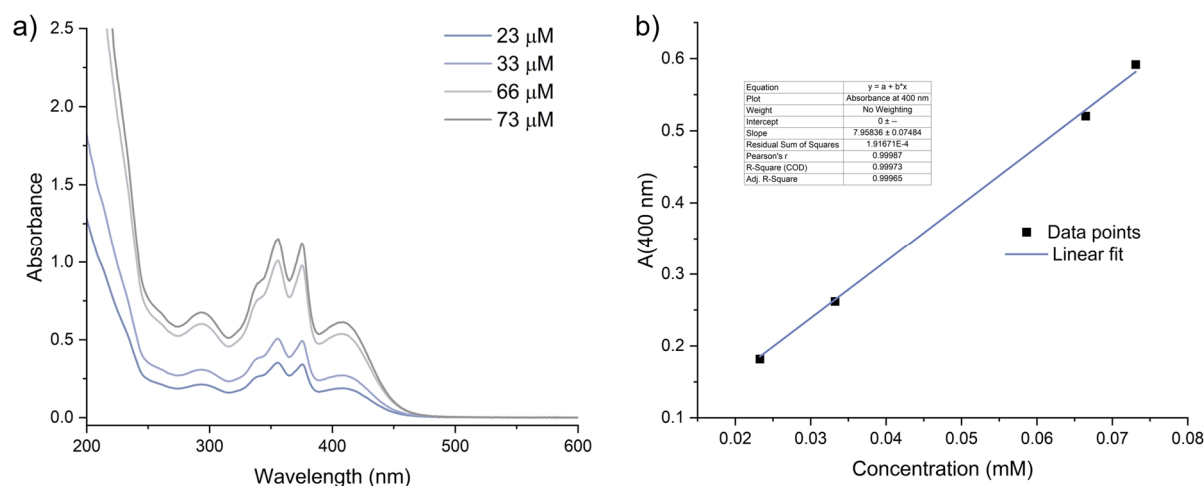 a)
2.5
2.0
1.5
1.0
0.5
0.0
Absorbance
200 300 400 500 600
Wavelength (nm)
23 μM
33 μM
66 μM
73 μM
b)
0.6
0.5
0.4
0.3
0.2
0.1
A(400 nm)
0.02 0.03 0.04 0.05 0.06 0.07 0.08
Concentration (mM)
Equation y = a + b*x
Plot Absorbance at 400 nm
Weight No Weighting
Intercept 0 ± --
Slope 7.95836 ± 0.07484
Residual Sum of Squares 1.91671E-4
Pearson's r 0.99987
R-Square (COD) 0.99973
Adj. R-Square 0.99965
Data points
Linear fit